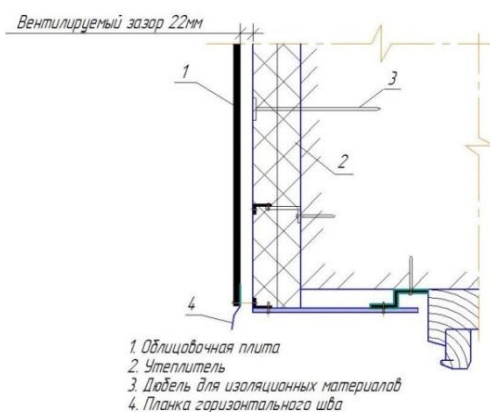 Вентилируемый зазор 22мм
1
3
2
4
1. Облицовочная плита
2. Утеплитель
3. Дюбель для изоляционных материалов
4. Планка горизонтального шва